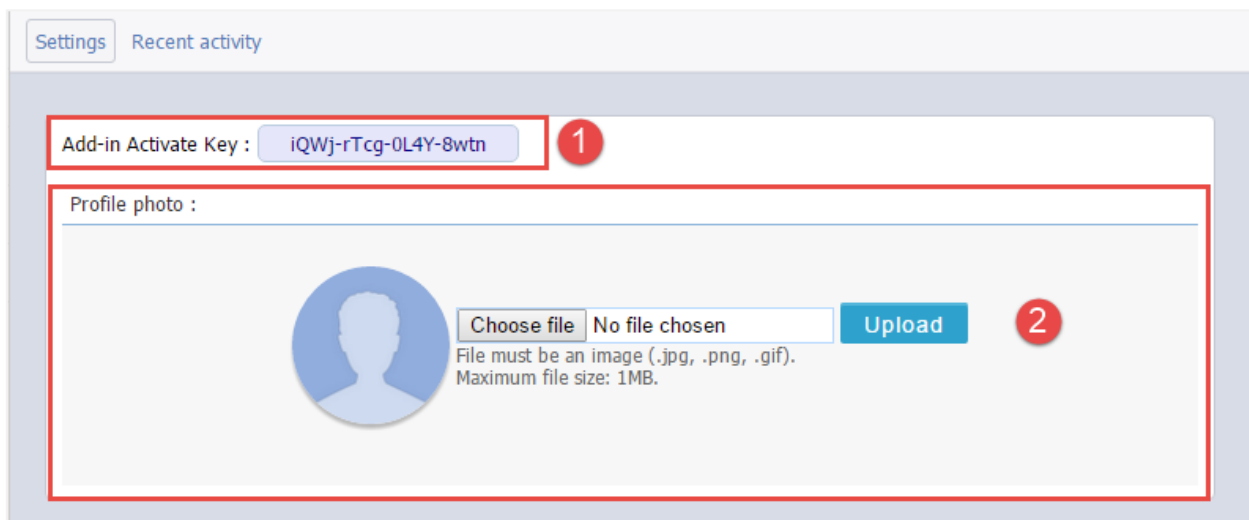 Settings Recent activity
Add-in Activate Key : iQWj-rTcg-0L4Y-8wtn 1
Profile photo :
Choose file No file chosen Upload 2
File must be an image (.jpg, .png, .gif).
Maximum file size: 1MB.